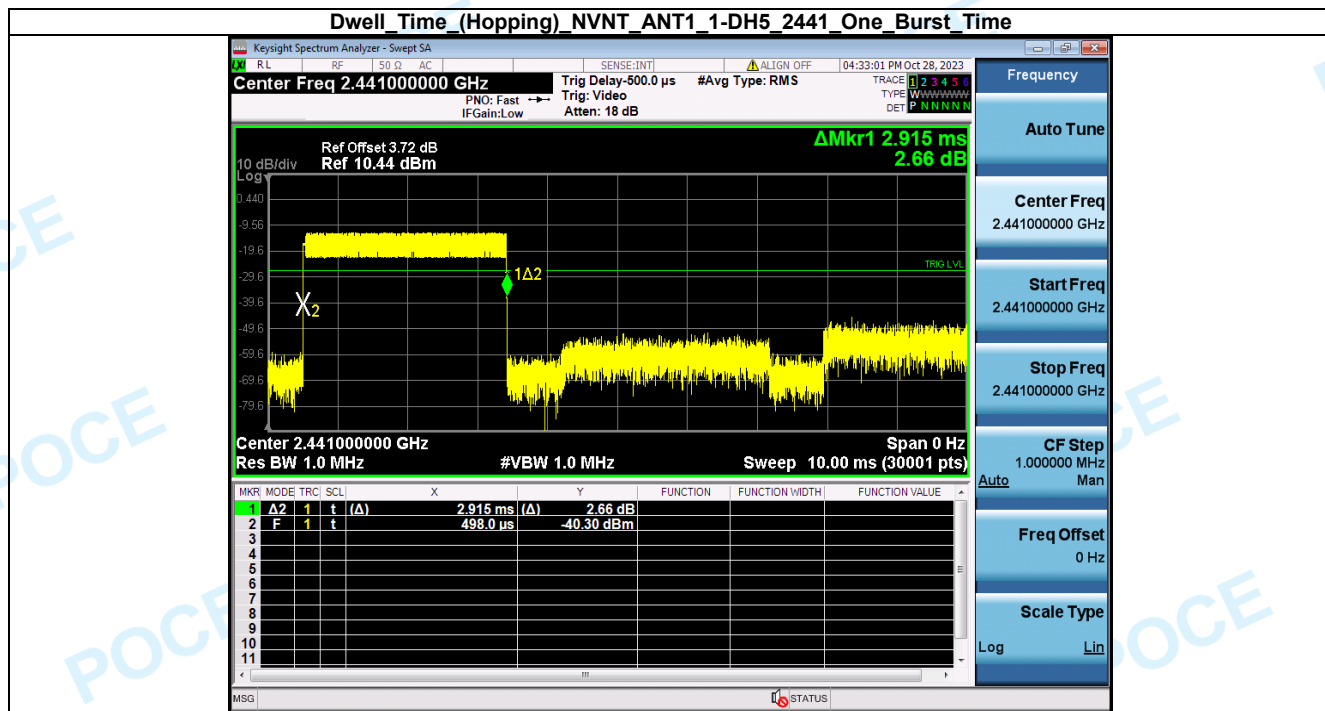 Dwell_Time_(Hopping)_NVNT_ANT1_1-DH5_2441_One_Burst_Time
Keysight Spectrum Analyzer - Swept SA
LXI RL RF 50 Ω AC SENSE:INT ALIGN OFF 04:33:01 PM Oct 28, 2023
Center Freq 2.441000000 GHz
PNO: Fast
IFGain:Low
Trig Delay-500.0 µs
Trig: Video
Atten: 18 dB
#Avg Type: RMS
TRACE 1 2 3 4 5 6
TYPE WWWWWW
DET P N N N N N
ΔMkr1 2.915 ms
2.66 dB
Ref Offset 3.72 dB
10 dB/div Ref 10.44 dBm
Log
0.440
-9.56
-19.6
-29.6
-39.6
-49.6
-59.6
-69.6
-79.6
TRIG LVL
1Δ2
X2
Center 2.441000000 GHz Span 0 Hz
Res BW 1.0 MHz #VBW 1.0 MHz Sweep 10.00 ms (30001 pts)
MKR MODE TRC SCL X Y FUNCTION FUNCTION WIDTH FUNCTION VALUE
1 Δ2 1 t (Δ) 2.915 ms (Δ) 2.66 dB
2 F 1 t 498.0 µs -40.30 dBm
3
4
5
6
7
8
9
10
11
MSG STATUS
Frequency
Auto Tune
Center Freq
2.441000000 GHz
Start Freq
2.441000000 GHz
Stop Freq
2.441000000 GHz
CF Step
1.000000 MHz
Auto Man
Freq Offset
0 Hz
Scale Type
Log Lin
POCE
POCE
POCE